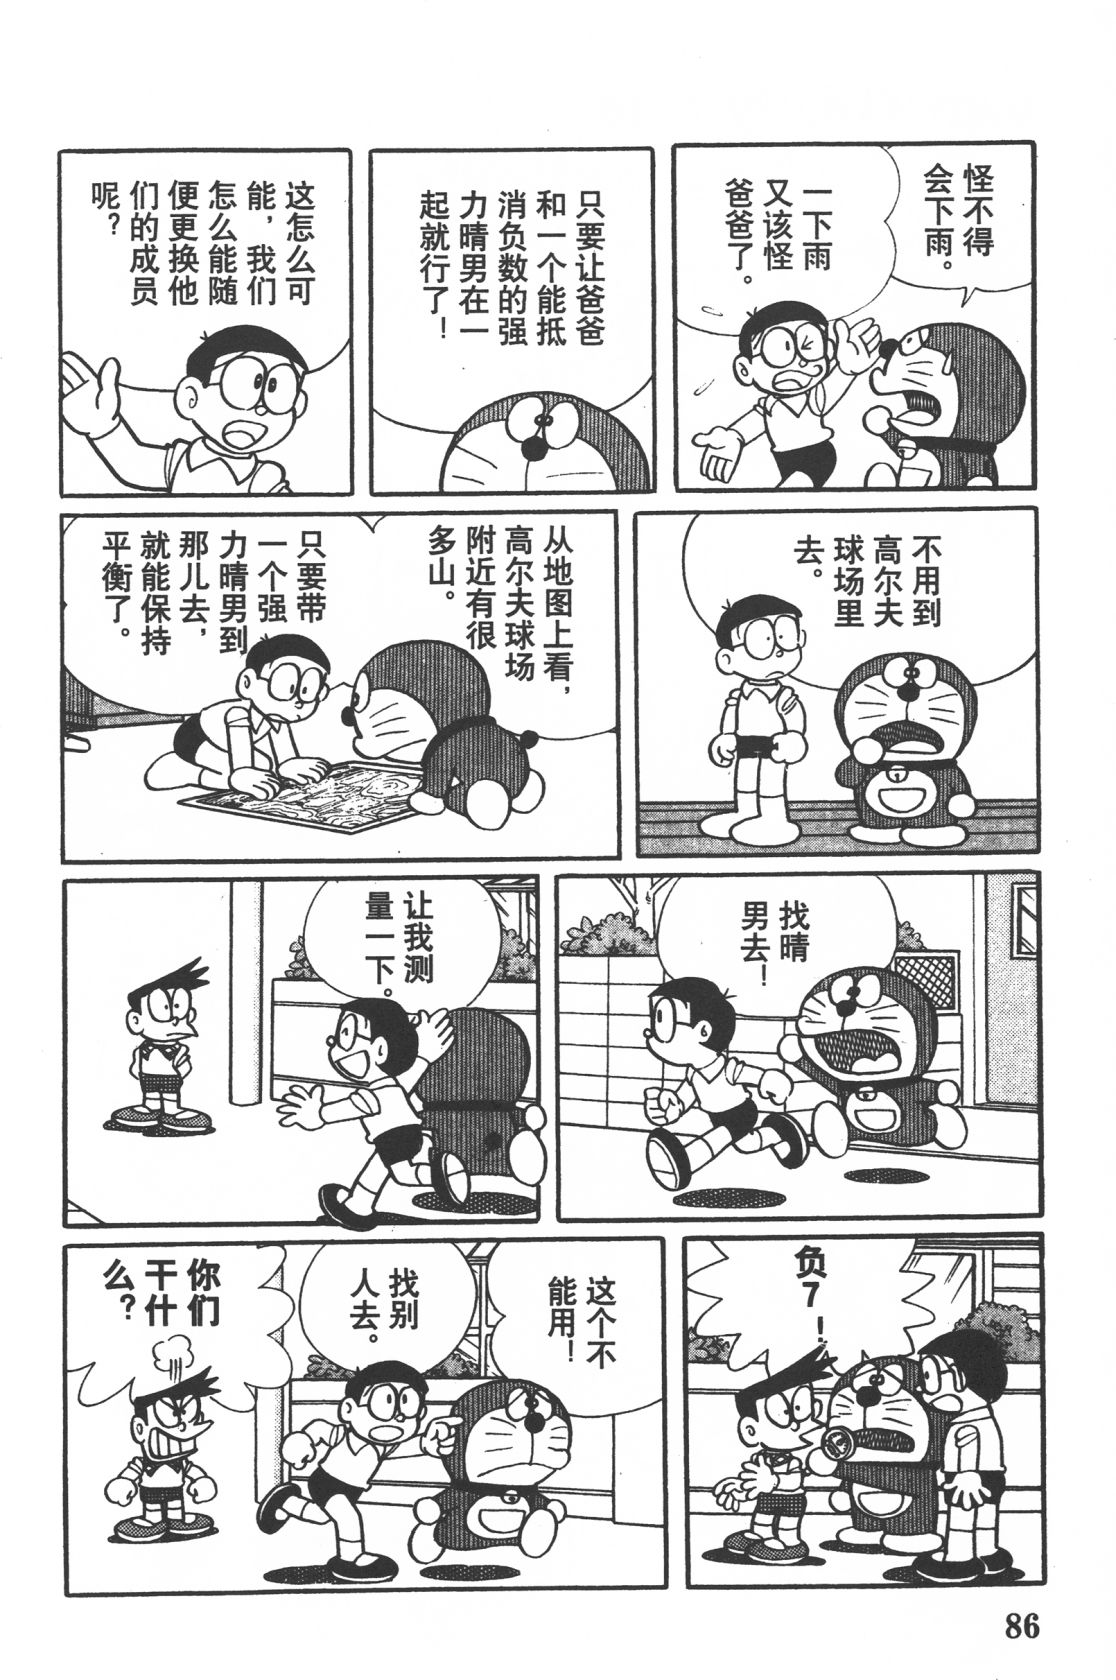 怪不得
会下雨。
一下雨
又该怪
爸爸了。
只要让爸爸
和一个能抵
消负数的强
力晴男在一
起就行了！
这怎么可
能，我们
怎么能随
便更换他
们的成员
呢？
不用到
高尔夫
球场里
去。
从地图上看，
高尔夫球场
附近有很
多山。
只要带
一个强
力晴男到
那儿去，
就能保持
平衡了。
找晴
男去！
让我测
量一下。
负7！
这个不
能用！
找别
人去。
你们
干什
么？
86